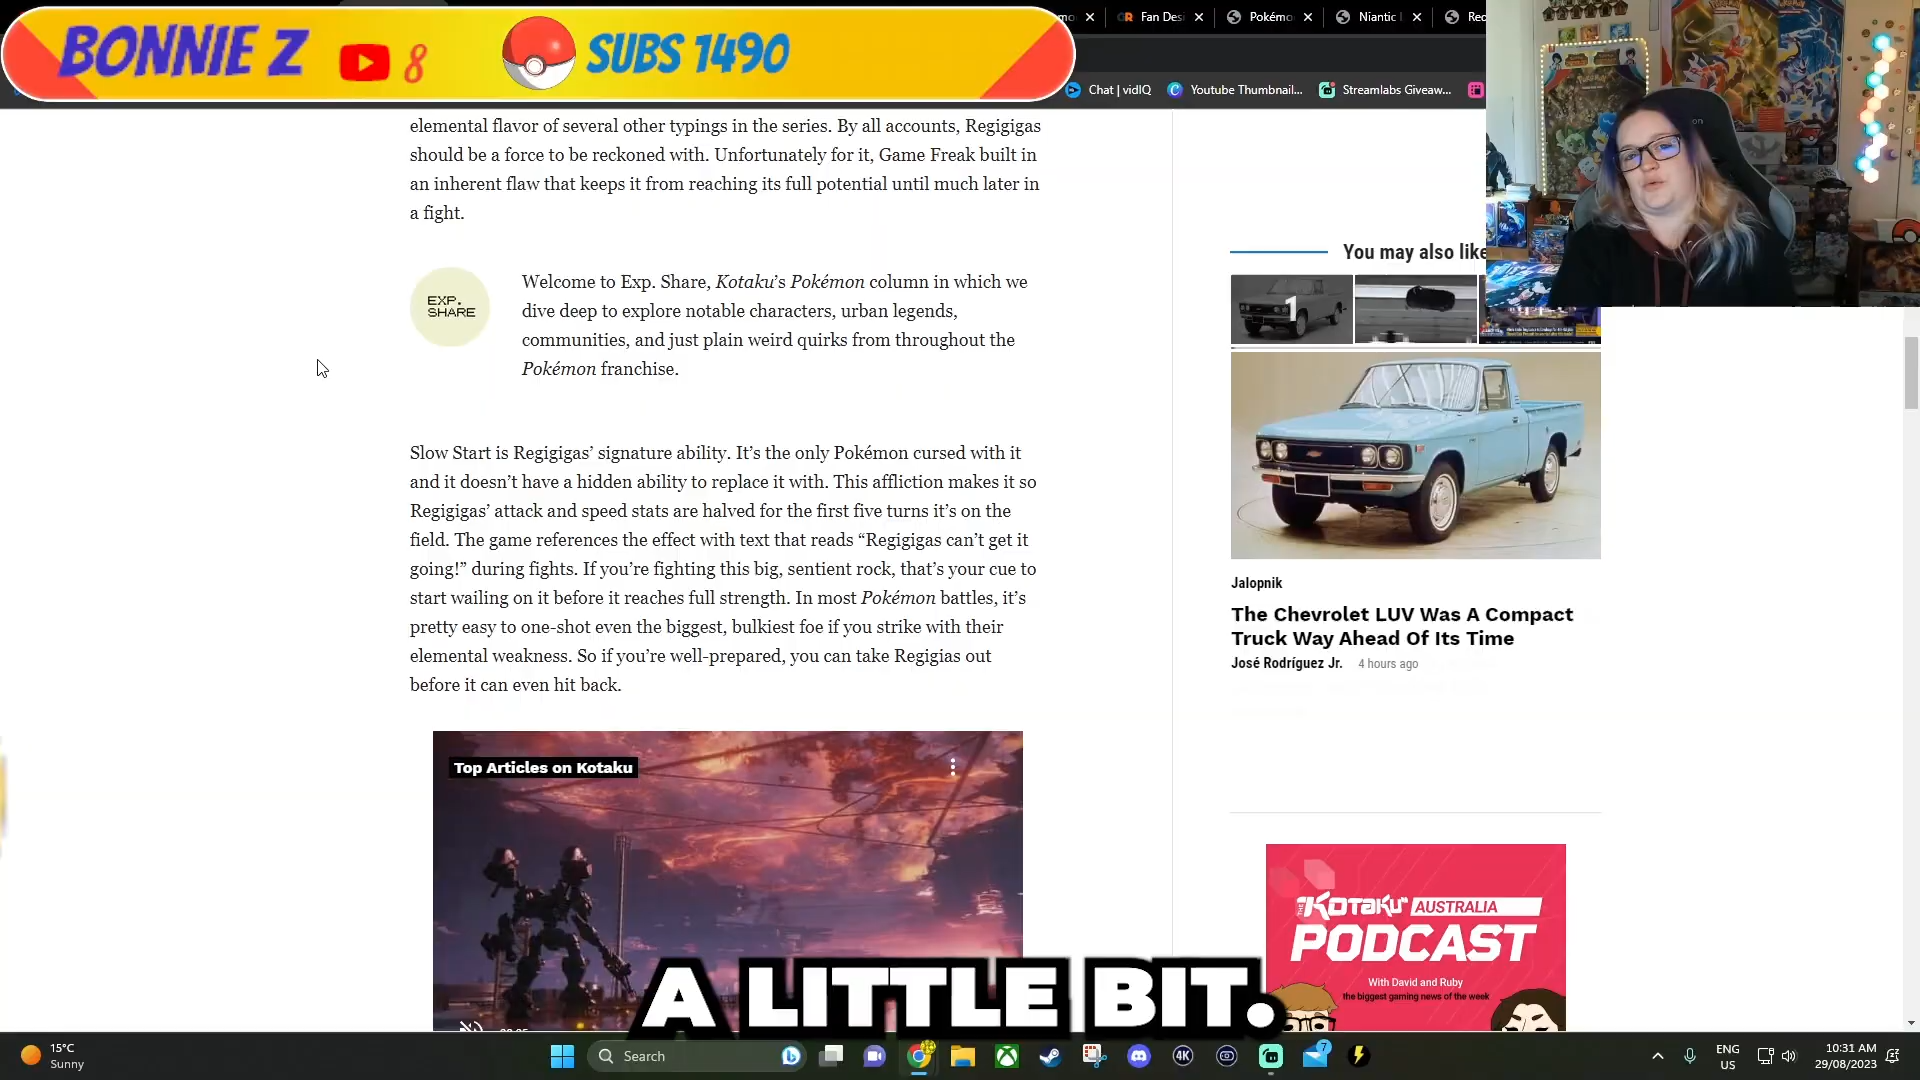 BONNIE Z 8 SUBS 1490
Fan Desi
Pokémo
Niantic
Rec
Chat | vidIQ
Youtube Thumbnail...
Streamlabs Giveaw...
elemental flavor of several other typings in the series. By all accounts, Regigigas
should be a force to be reckoned with. Unfortunately for it, Game Freak built in
an inherent flaw that keeps it from reaching its full potential until much later in
a fight.
EXP.
SHARE
Welcome to Exp. Share, Kotaku’s Pokémon column in which we
dive deep to explore notable characters, urban legends,
communities, and just plain weird quirks from throughout the
Pokémon franchise.
Slow Start is Regigigas’ signature ability. It’s the only Pokémon cursed with it
and it doesn’t have a hidden ability to replace it with. This affliction makes it so
Regigigas’ attack and speed stats are halved for the first five turns it’s on the
field. The game references the effect with text that reads “Regigigas can’t get it
going!” during fights. If you’re fighting this big, sentient rock, that’s your cue to
start wailing on it before it reaches full strength. In most Pokémon battles, it’s
pretty easy to one-shot even the biggest, bulkiest foe if you strike with their
elemental weakness. So if you’re well-prepared, you can take Regigias out
before it can even hit back.
Top Articles on Kotaku
You may also like
1
Jalopnik
The Chevrolet LUV Was A Compact
Truck Way Ahead Of Its Time
José Rodríguez Jr. 4 hours ago
THE KOTAKU AUSTRALIA
PODCAST
With David and Ruby
the biggest gaming news of the week
A LITTLE BIT.
15°C
Sunny
Search
4K
7
ENG
US
10:31 AM
29/08/2023